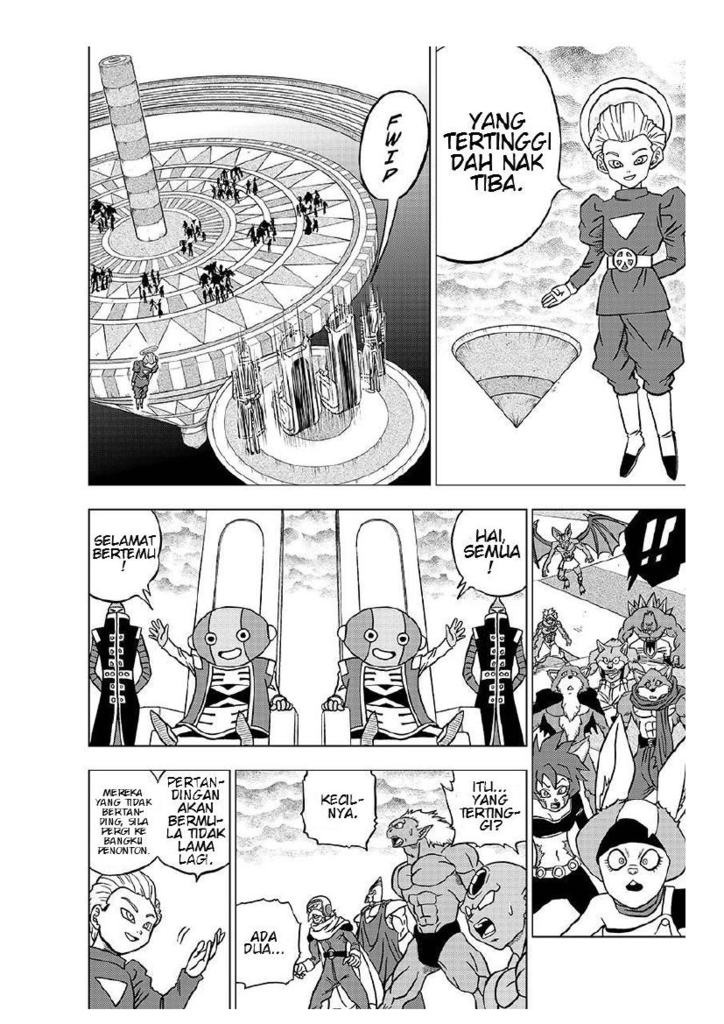 YANG
TERTINGGI
DAH NAK
TIBA.
FWIP
!!
HAI,
SEMUA
!
SELAMAT
BERTEMU
!
ITU...
YANG
TERTING-
GI?
KECIL-
NYA.
ADA
DUA...
PERTAN-
DINGAN
AKAN
BERMU-
LA TIDAK
LAMA
LAGI.
MEREKA
YANG TIDAK
BERTAN-
DING, SILA
PERGI KE
BANGKU
PENONTON.